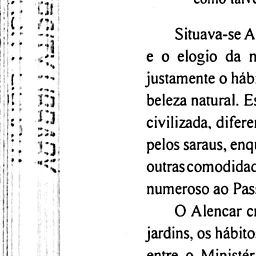 como talve
Situava-se A
e o elogio da n
justamente o hábi
beleza natural. Es
civilizada, diferen
pelos saraus, enqu
outras comodidad
numeroso ao Pass
O Alencar cr
jardins, os hábitos
entre o Ministér